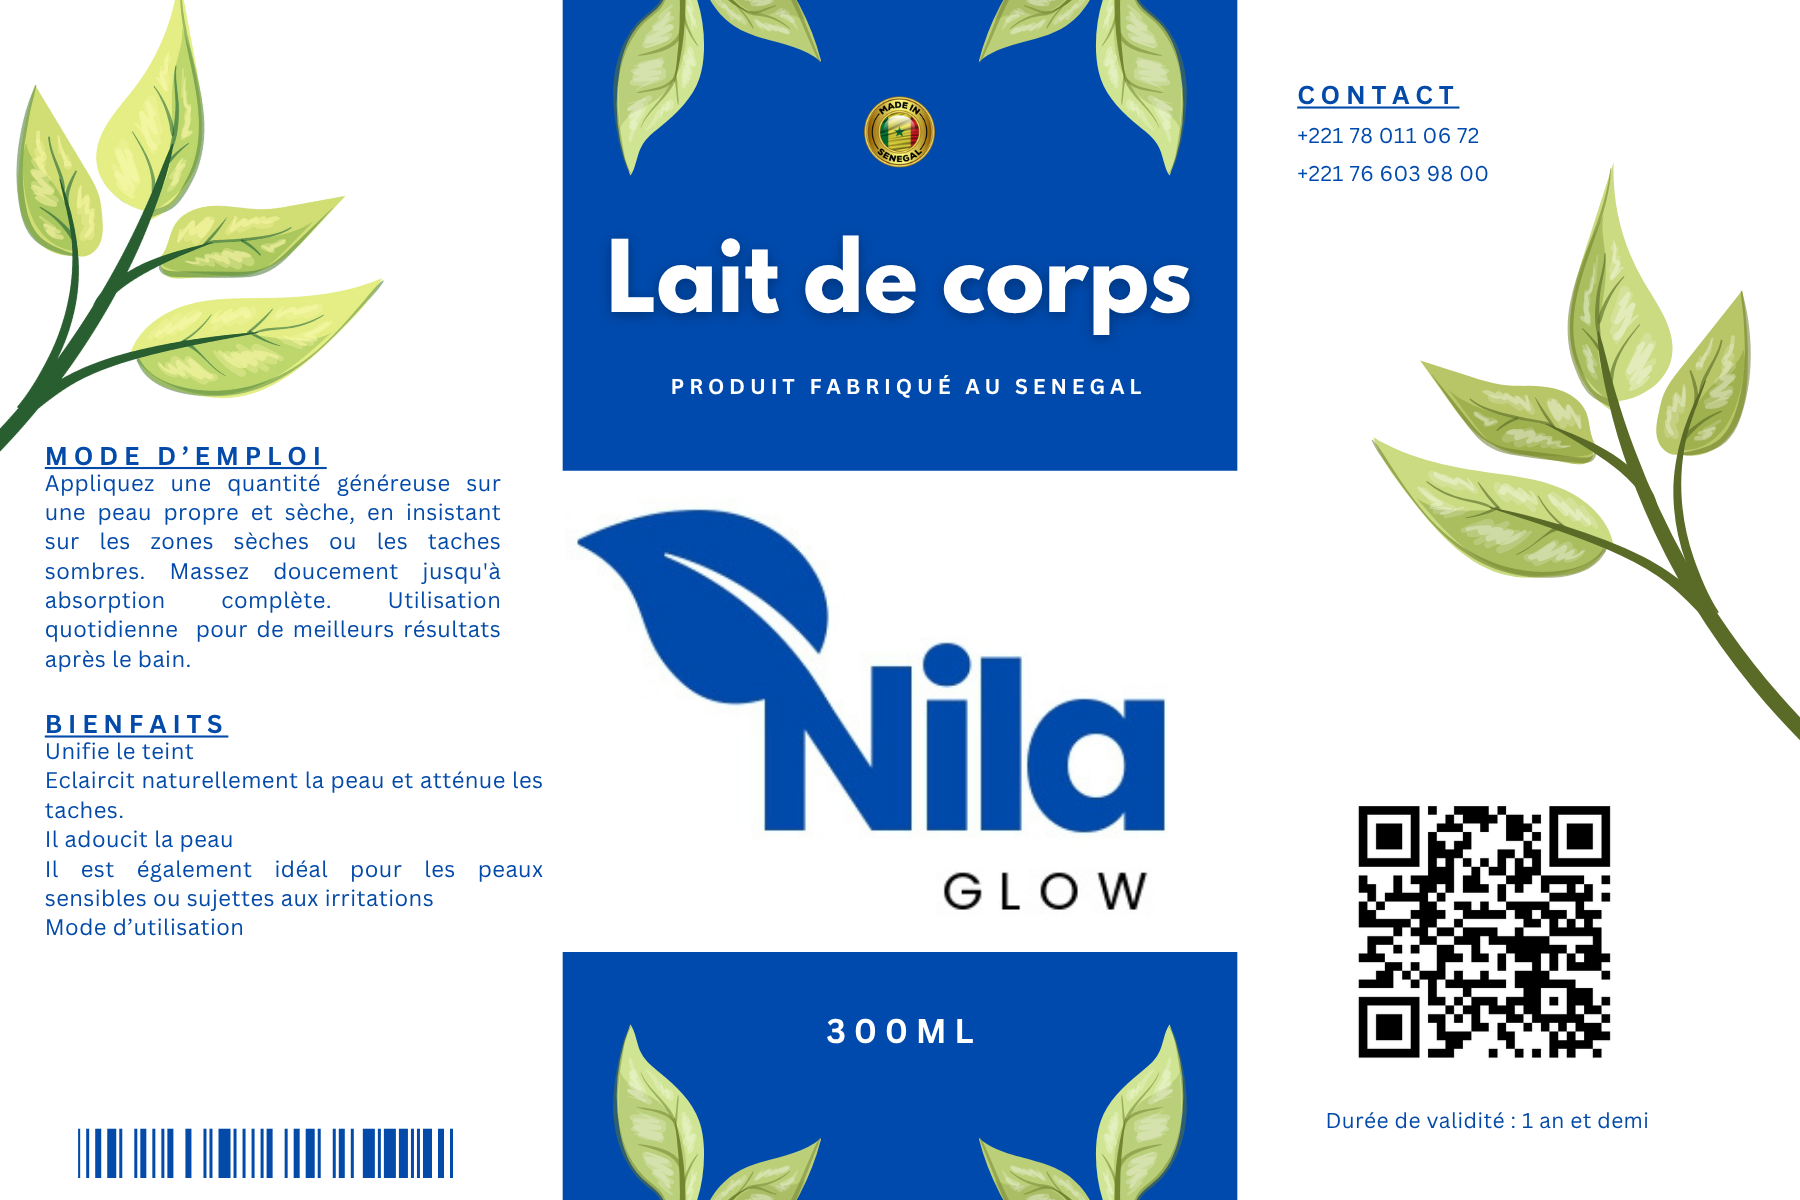 MODE D’EMPLOI
Appliquez une quantité généreuse sur
une peau propre et sèche, en insistant
sur les zones sèches ou les taches
sombres. Massez doucement jusqu'à
absorption complète. Utilisation
quotidienne pour de meilleurs résultats
après le bain.
BIENFAITS
Unifie le teint
Eclaircit naturellement la peau et atténue les
taches.
Il adoucit la peau
Il est également idéal pour les peaux
sensibles ou sujettes aux irritations
Mode d’utilisation
MADE IN
SENEGAL
Lait de corps
PRODUIT FABRIQUÉ AU SENEGAL
Nila
GLOW
300ML
CONTACT
+221 78 011 06 72
+221 76 603 98 00
Durée de validité : 1 an et demi